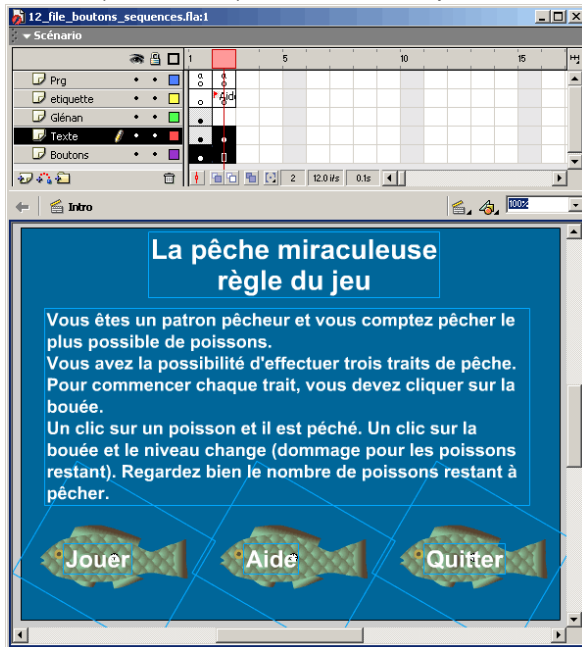 12_file_boutons_sequences.fla:1
Scénario
1 5 10 15
Prg
etiquette
Glénan
Texte
Boutons
2 12.0 i/s 0.1s
Intro 100%
La pêche miraculeuse
règle du jeu
Vous êtes un patron pêcheur et vous comptez pêcher le
plus possible de poissons.
Vous avez la possibilité d'effectuer trois traits de pêche.
Pour commencer chaque trait, vous devez cliquer sur la
bouée.
Un clic sur un poisson et il est péché. Un clic sur la
bouée et le niveau change (dommage pour les poissons
restant). Regardez bien le nombre de poissons restant à
pêcher.
Jouer Aide Quitter